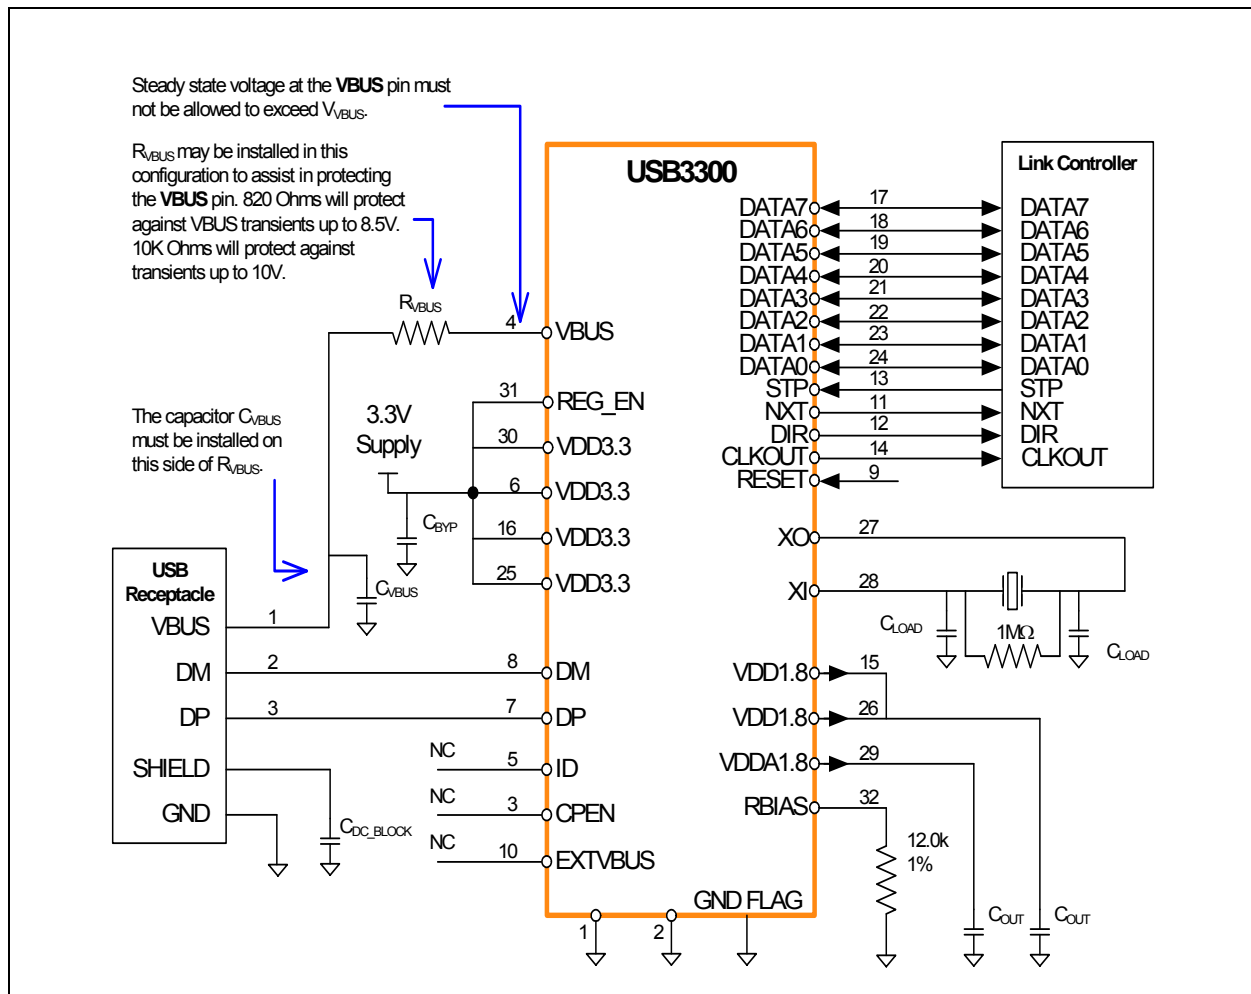 Steady state voltage at the VBUS pin must
not be allowed to exceed VVBUS.
RVBUS may be installed in this
configuration to assist in protecting
the VBUS pin. 820 Ohms will protect
against VBUS transients up to 8.5V.
10K Ohms will protect against
transients up to 10V.
RVBUS
The capacitor CVBUS
must be installed on
this side of RVBUS.
3.3V
Supply
CBYP
CVBUS
USB
Receptacle
VBUS 1
DM 2
DP 3
SHIELD
GND
CDC_BLOCK
USB3300
4 VBUS
31 REG_EN
30 VDD3.3
6 VDD3.3
16 VDD3.3
25 VDD3.3
8 DM
7 DP
NC 5 ID
NC 3 CPEN
NC 10 EXTVBUS
1
2
GND FLAG
Link Controller
DATA7 17 DATA7
DATA6 18 DATA6
DATA5 19 DATA5
DATA4 20 DATA4
DATA3 21 DATA3
DATA2 22 DATA2
DATA1 23 DATA1
DATA0 24 DATA0
STP 13 STP
NXT 11 NXT
DIR 12 DIR
CLKOUT 14 CLKOUT
RESET 9
XO 27
XI 28
CLOAD
1MΩ
CLOAD
VDD1.8 15
VDD1.8 26
VDDA1.8 29
RBIAS 32
12.0k
1%
COUT
COUT